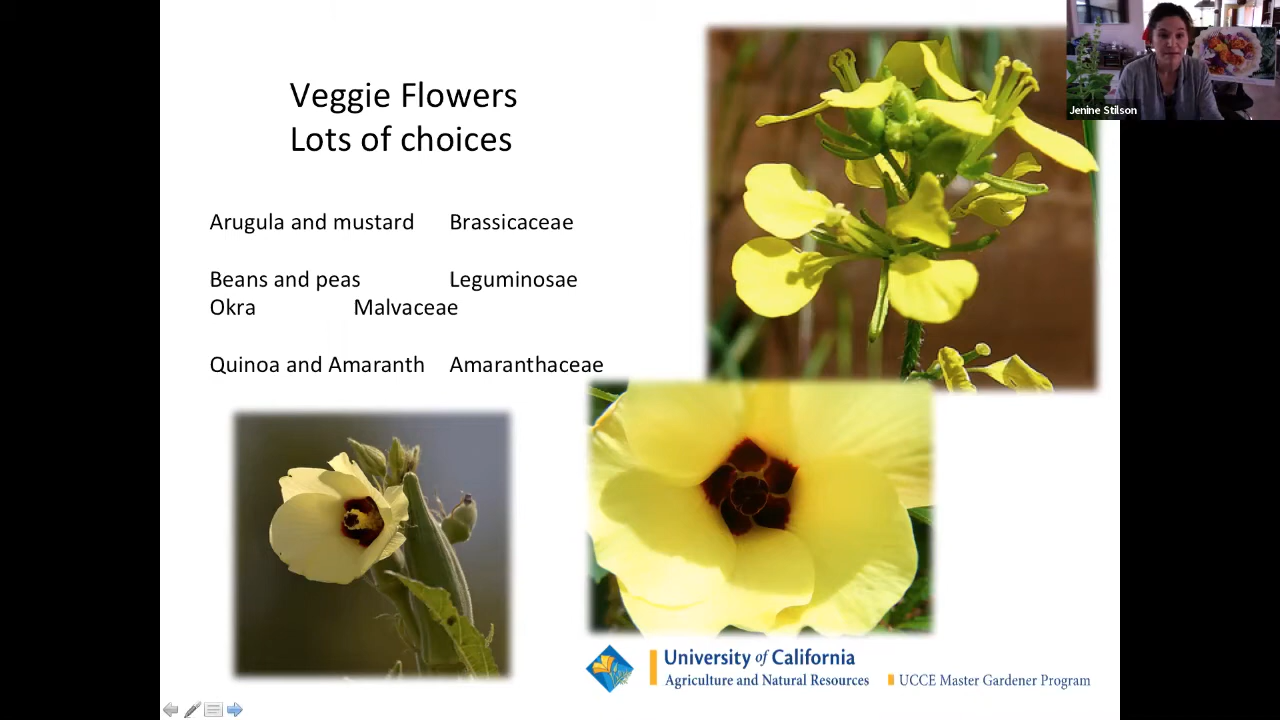 Veggie Flowers
Lots of choices
Arugula and mustard Brassicaceae
Beans and peas Leguminosae
Okra Malvaceae
Quinoa and Amaranth Amaranthaceae
University of California
Agriculture and Natural Resources
UCCE Master Gardener Program
Jenine Stilson